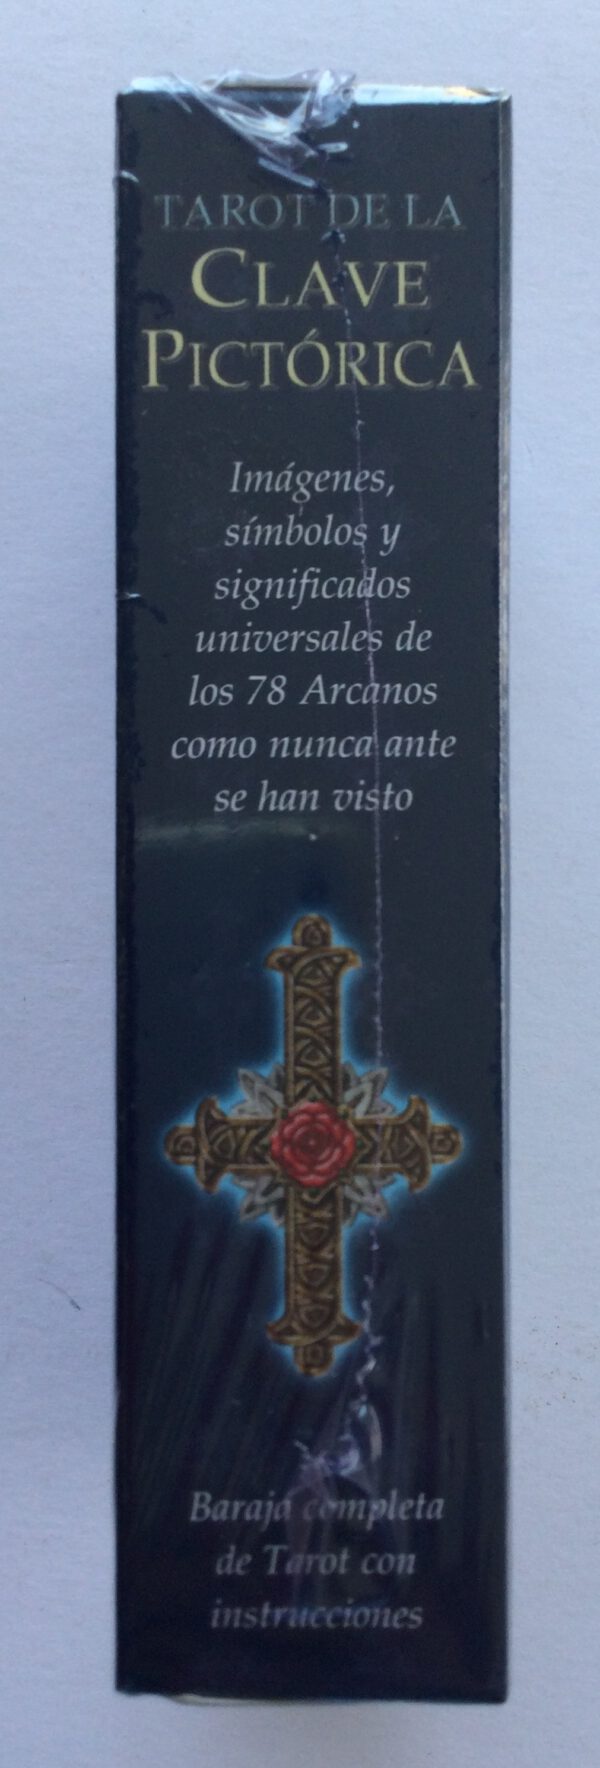 TAROT DE LA
CLAVE
PICTÓRICA
Imágenes,
símbolos y
significados
universales de
los 78 Arcanos
como nunca ante
se han visto
Baraja completa
de Tarot con
instrucciones